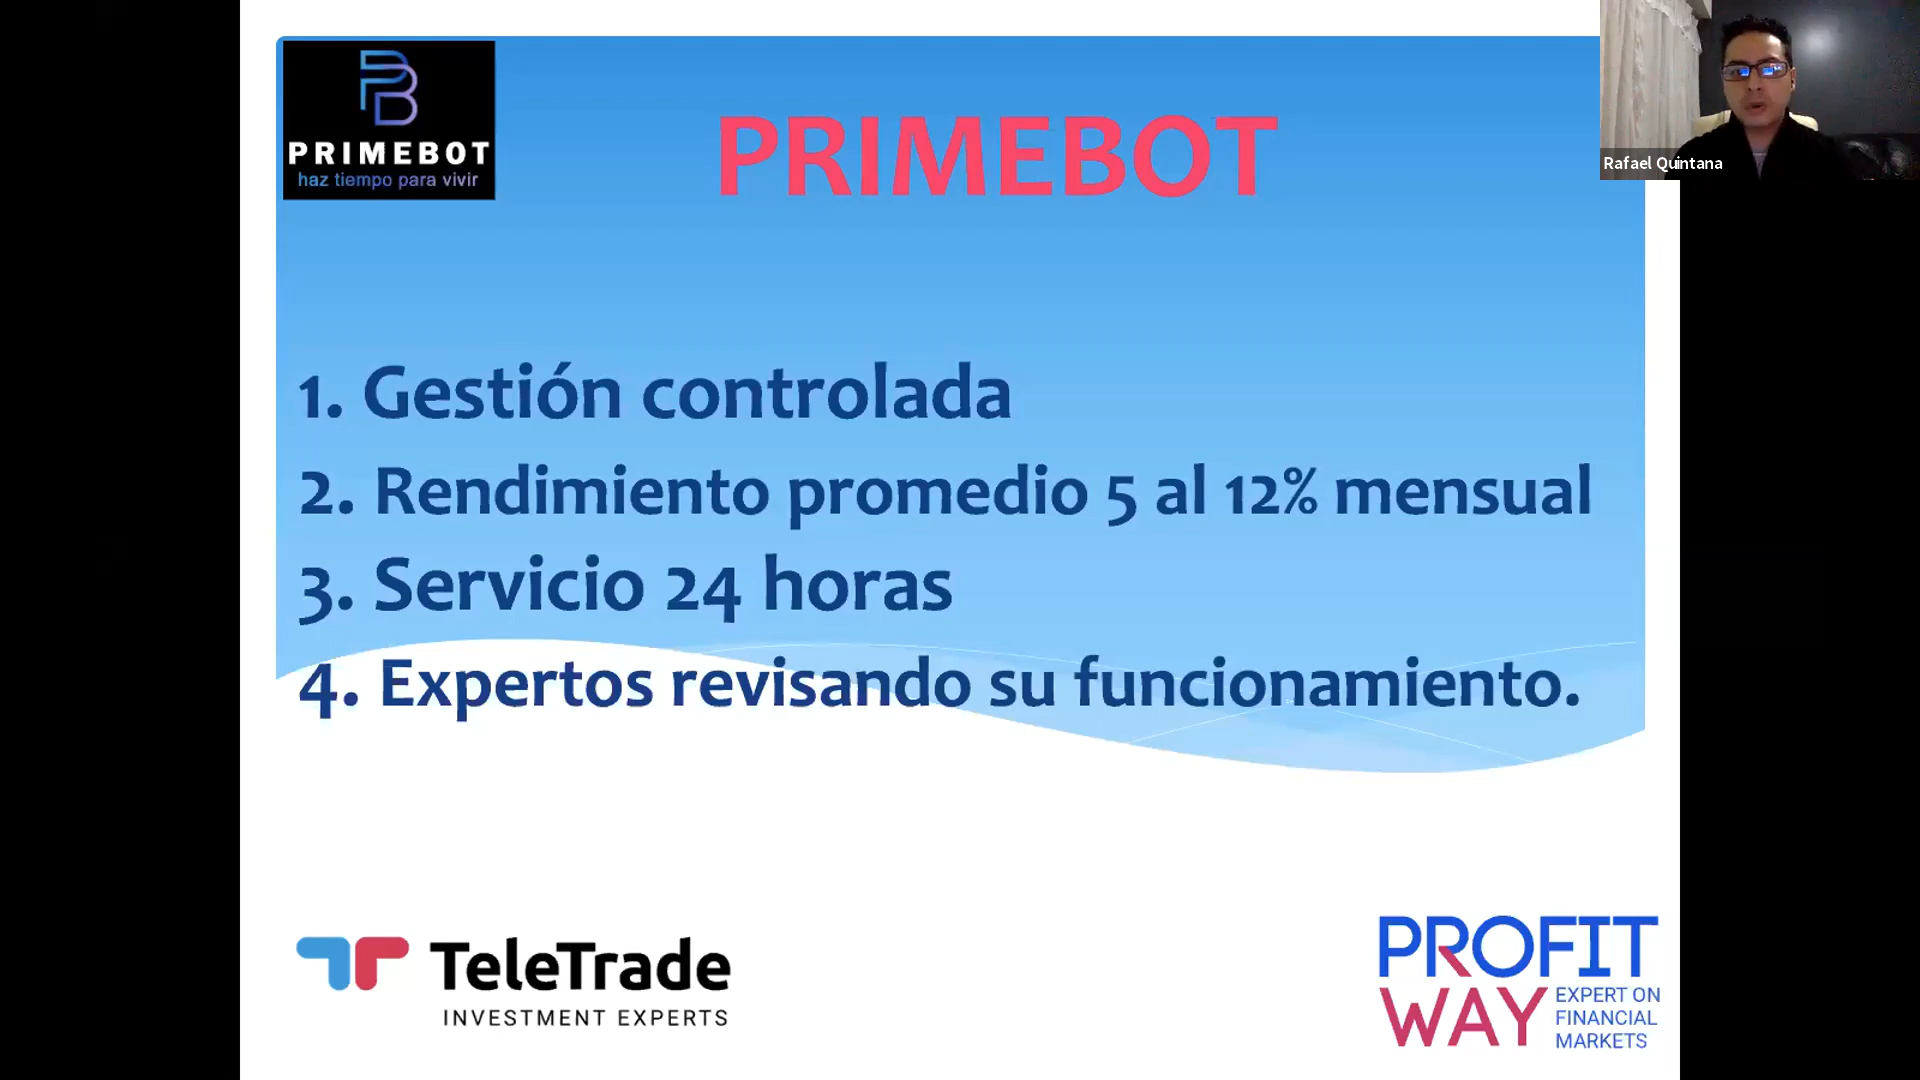 PRIMEBOT
haz tiempo para vivir
PRIMEBOT
Rafael Quintana
1. Gestión controlada
2. Rendimiento promedio 5 al 12% mensual
3. Servicio 24 horas
4. Expertos revisando su funcionamiento.
TeleTrade
INVESTMENT EXPERTS
PROFIT
WAY
EXPERT ON
FINANCIAL
MARKETS